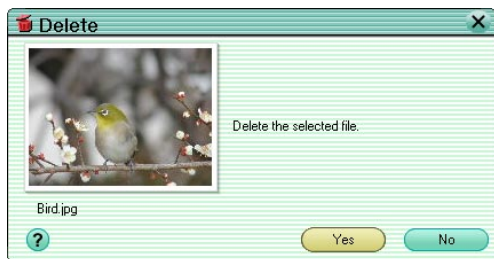 Delete
Delete the selected file.
Bird.jpg
?
Yes
No